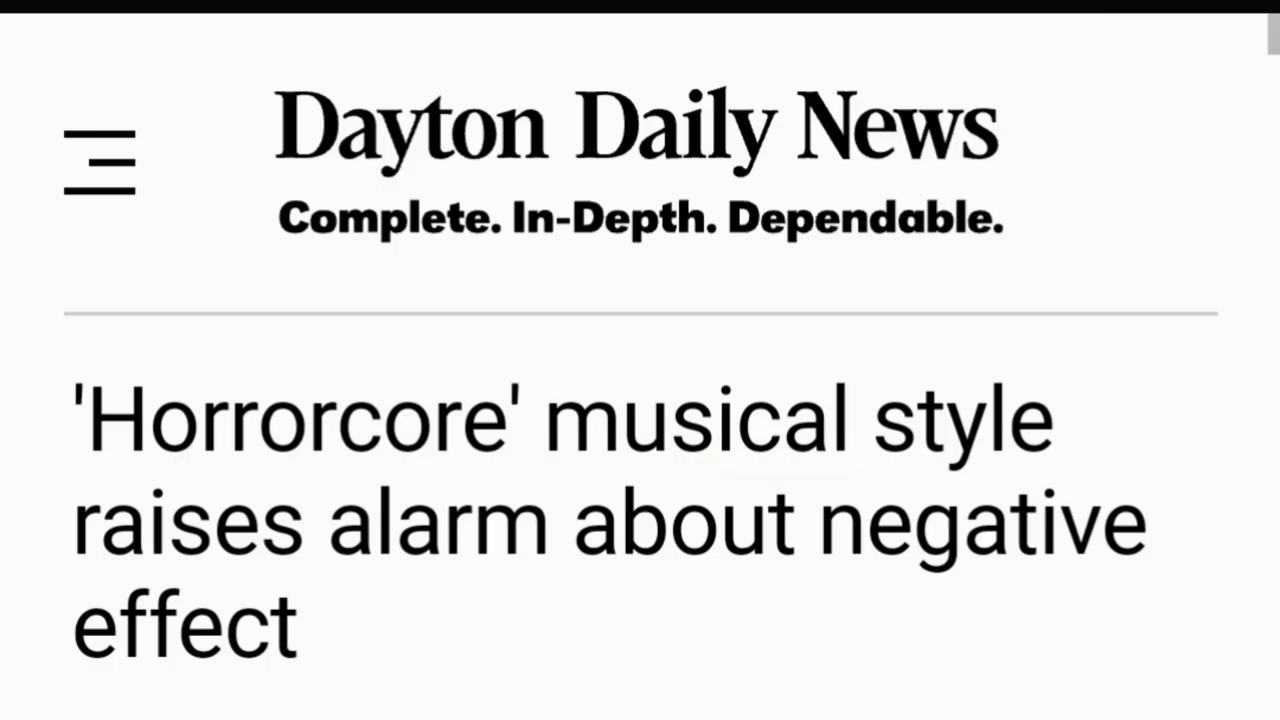 Dayton Daily News
Complete. In-Depth. Dependable.
'Horrorcore' musical style
raises alarm about negative
effect